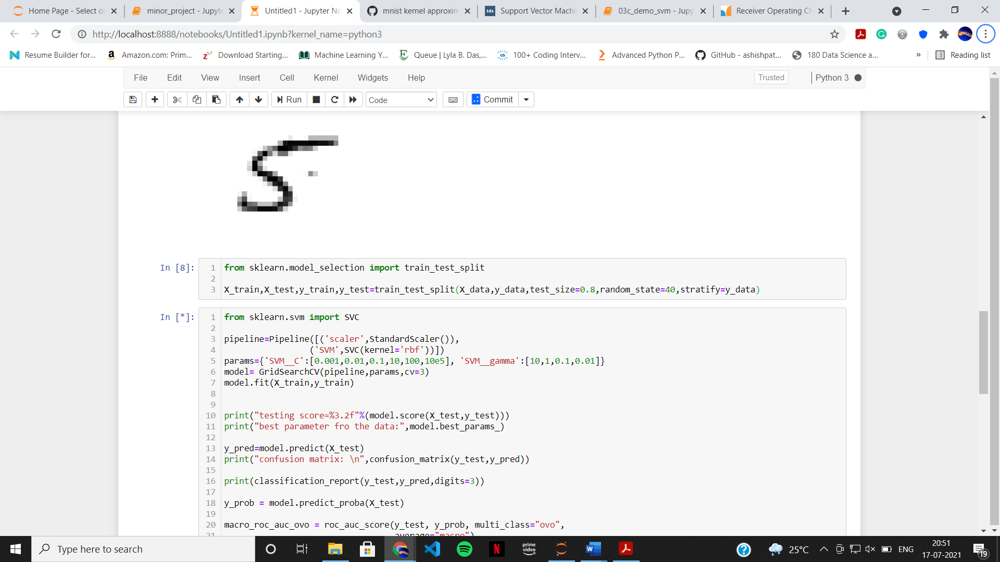 Home Page - Select or
minor_project - Jupyte
Untitled1 - Jupyter No
mnist kernel approxim
Support Vector Machi
03c_demo_svm - Jupy
Receiver Operating Ch
http://localhost:8888/notebooks/Untitled1.ipynb?kernel_name=python3
Resume Builder for...
Amazon.com: Prim...
Download Starting...
Machine Learning Y...
Queue | Lyla B. Das,...
100+ Coding Interv...
Advanced Python P...
GitHub - ashishpat...
180 Data Science a...
»
Reading list
File Edit View Insert Cell Kernel Widgets Help
Trusted
Python 3
Run
Code
Commit
In [8]:
1 from sklearn.model_selection import train_test_split
2
3 X_train,X_test,y_train,y_test=train_test_split(X_data,y_data,test_size=0.8,random_state=40,stratify=y_data)
In [*]:
1 from sklearn.svm import SVC
2
3 pipeline=Pipeline([('scaler',StandardScaler()),
4 ('SVM',SVC(kernel='rbf'))])
5 params={'SVM__C':[0.001,0.01,0.1,10,100,10e5], 'SVM__gamma':[10,1,0.1,0.01]}
6 model= GridSearchCV(pipeline,params,cv=3)
7 model.fit(X_train,y_train)
8
9
10 print("testing score=%3.2f"%(model.score(X_test,y_test)))
11 print("best parameter fro the data:",model.best_params_)
12
13 y_pred=model.predict(X_test)
14 print("confusion matrix: \n",confusion_matrix(y_test,y_pred))
15
16 print(classification_report(y_test,y_pred,digits=3))
17
18 y_prob = model.predict_proba(X_test)
19
20 macro_roc_auc_ovo = roc_auc_score(y_test, y_prob, multi_class="ovo",
21 average="macro")
Type here to search
prime video
25°C
ENG
20:51
17-07-2021
19